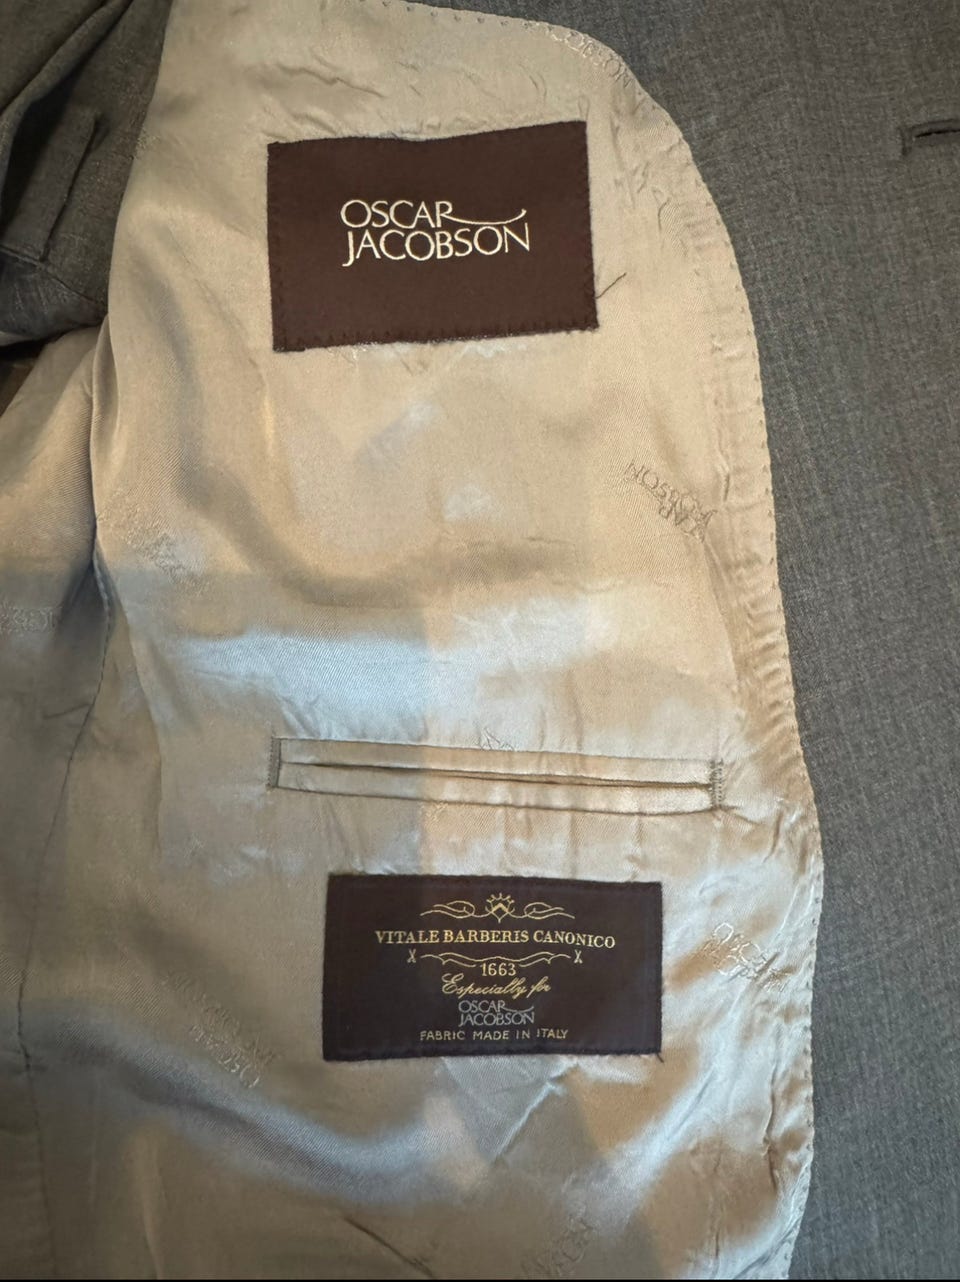 OSCAR
JACOBSON
VITALE BARBERIS CANONICO
1663
Especially for
OSCAR
JACOBSON
FABRIC MADE IN ITALY